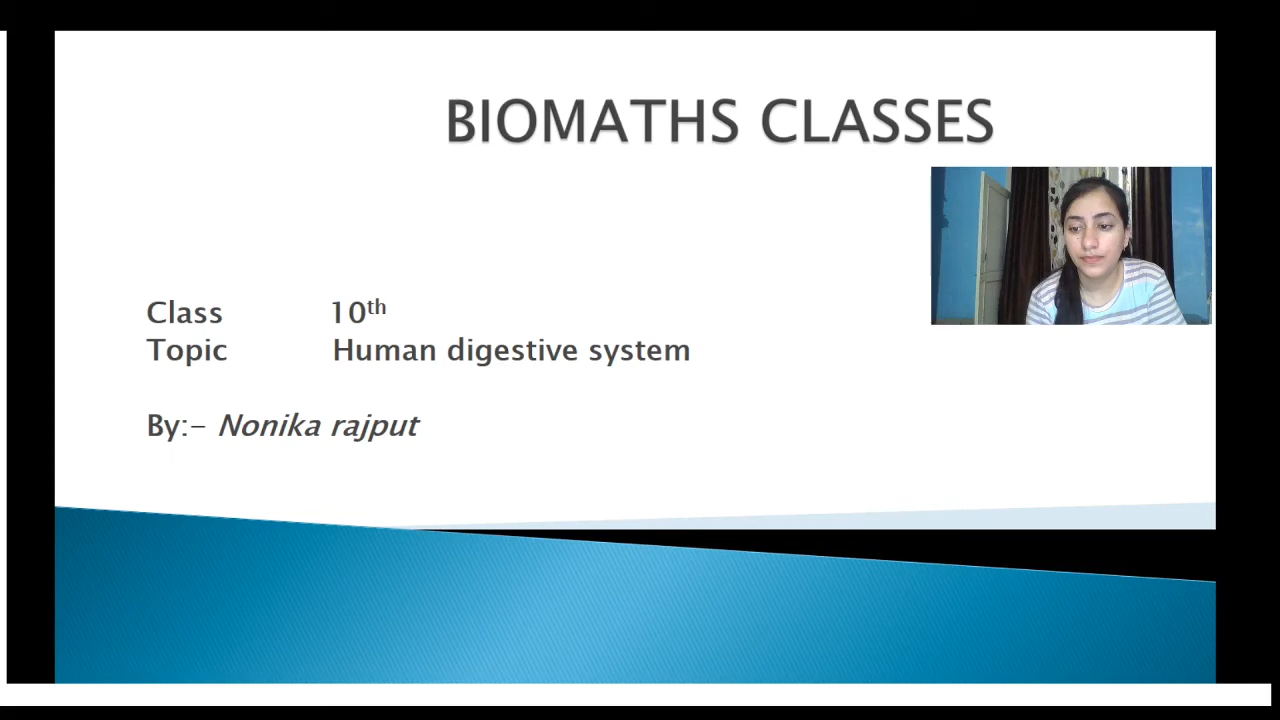 BIOMATHS CLASSES
Class 10th
Topic Human digestive system
By:- Nonika rajput